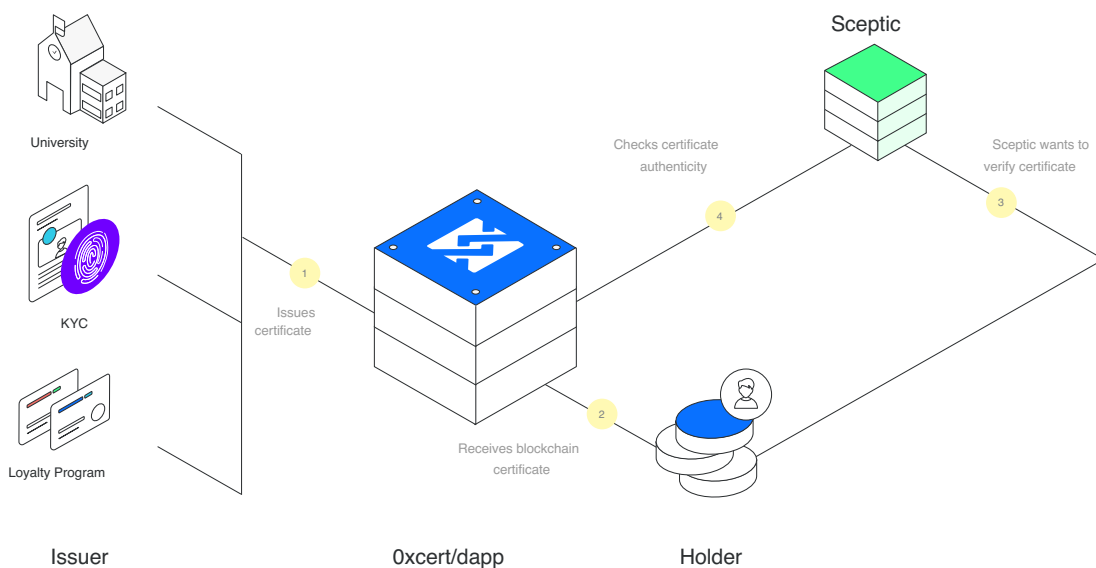 Sceptic
University
Checks certificate
authenticity
Sceptic wants to
verify certificate
3
4
KYC
1
Issues
certificate
2
Receives blockchain
certificate
Loyalty Program
Issuer
0xcert/dapp
Holder